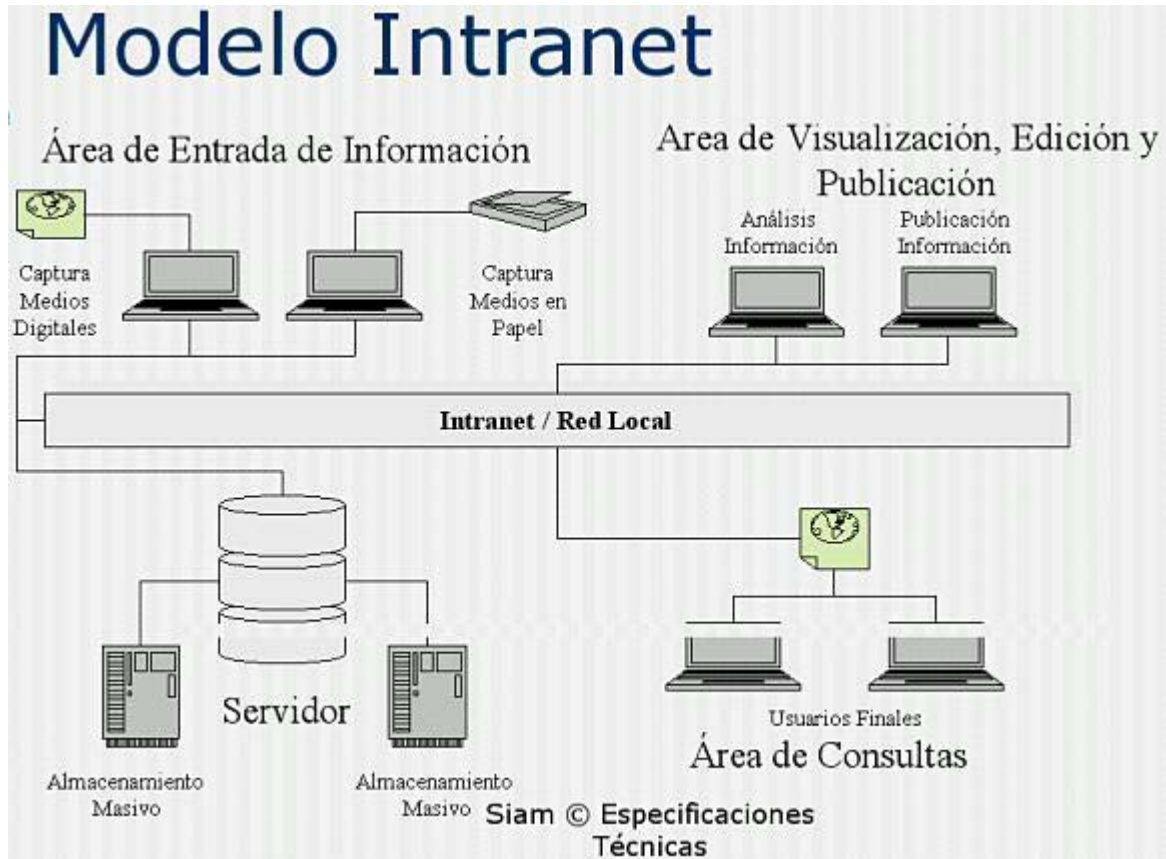 Modelo Intranet
Área de Entrada de Información
Area de Visualización, Edición y
Publicación
Análisis
Información
Publicación
Información
Captura
Medios
Digitales
Captura
Medios en
Papel
Intranet / Red Local
Servidor
Almacenamiento
Masivo
Almacenamiento
Masivo
Usuarios Finales
Área de Consultas
Siam © Especificaciones
Técnicas